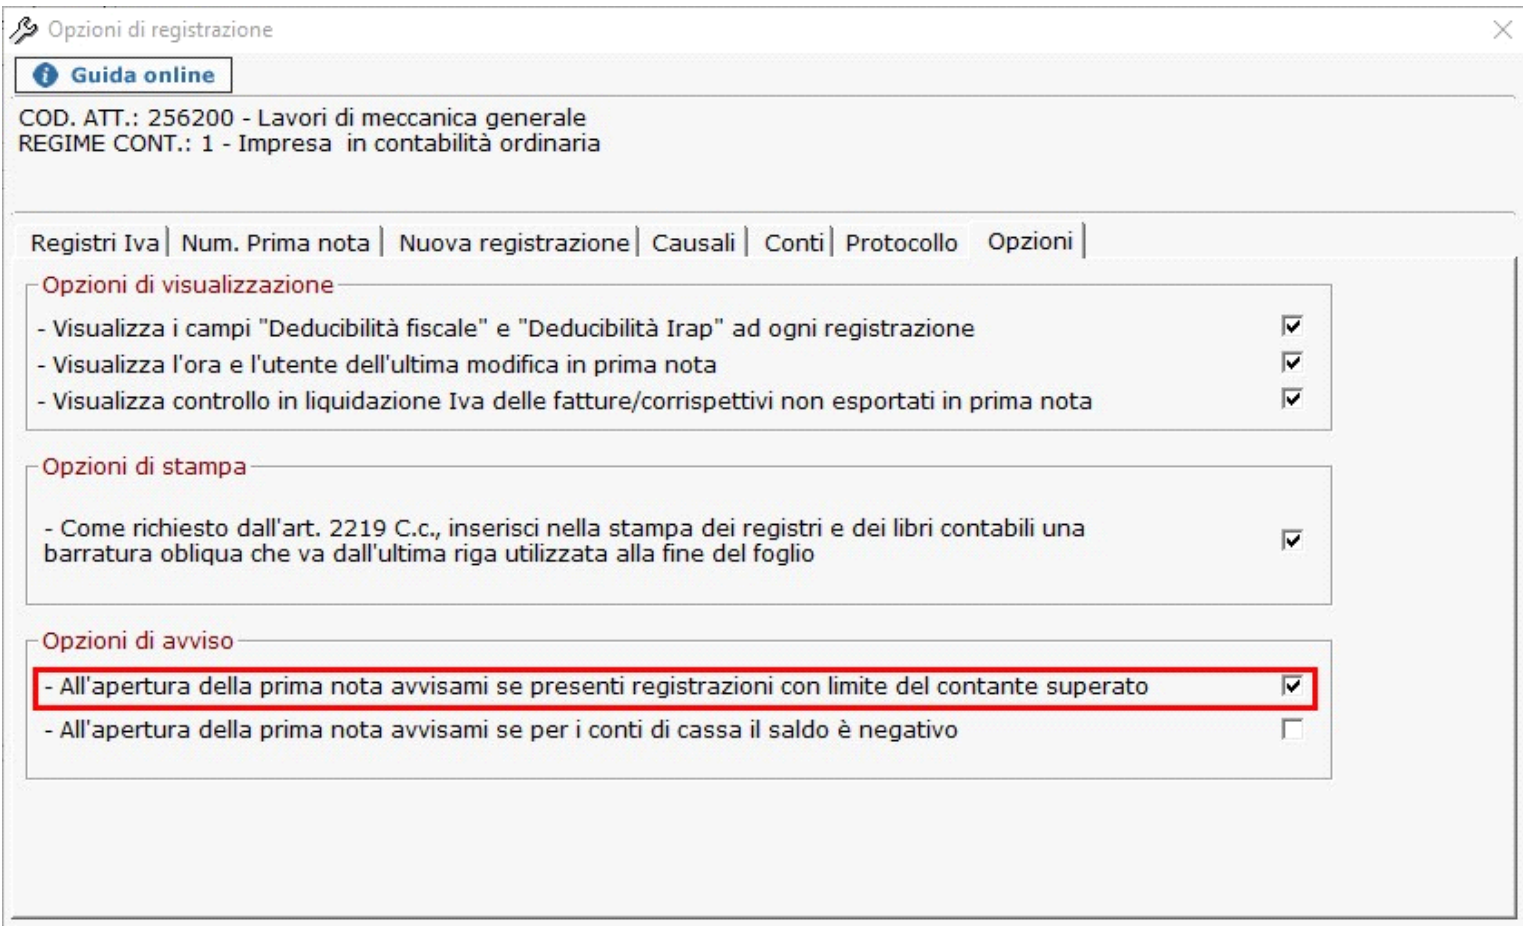 Opzioni di registrazione
Guida online
COD. ATT.: 256200 - Lavori di meccanica generale
REGIME CONT.: 1 - Impresa  in contabilità ordinaria
Registri Iva Num. Prima nota Nuova registrazione Causali Conti Protocollo Opzioni
Opzioni di visualizzazione
- Visualizza i campi "Deducibilità fiscale" e "Deducibilità Irap" ad ogni registrazione
- Visualizza l'ora e l'utente dell'ultima modifica in prima nota
- Visualizza controllo in liquidazione Iva delle fatture/corrispettivi non esportati in prima nota
Opzioni di stampa
- Come richiesto dall'art. 2219 C.c., inserisci nella stampa dei registri e dei libri contabili una
barratura obliqua che va dall'ultima riga utilizzata alla fine del foglio
Opzioni di avviso
- All'apertura della prima nota avvisami se presenti registrazioni con limite del contante superato
- All'apertura della prima nota avvisami se per i conti di cassa il saldo è negativo